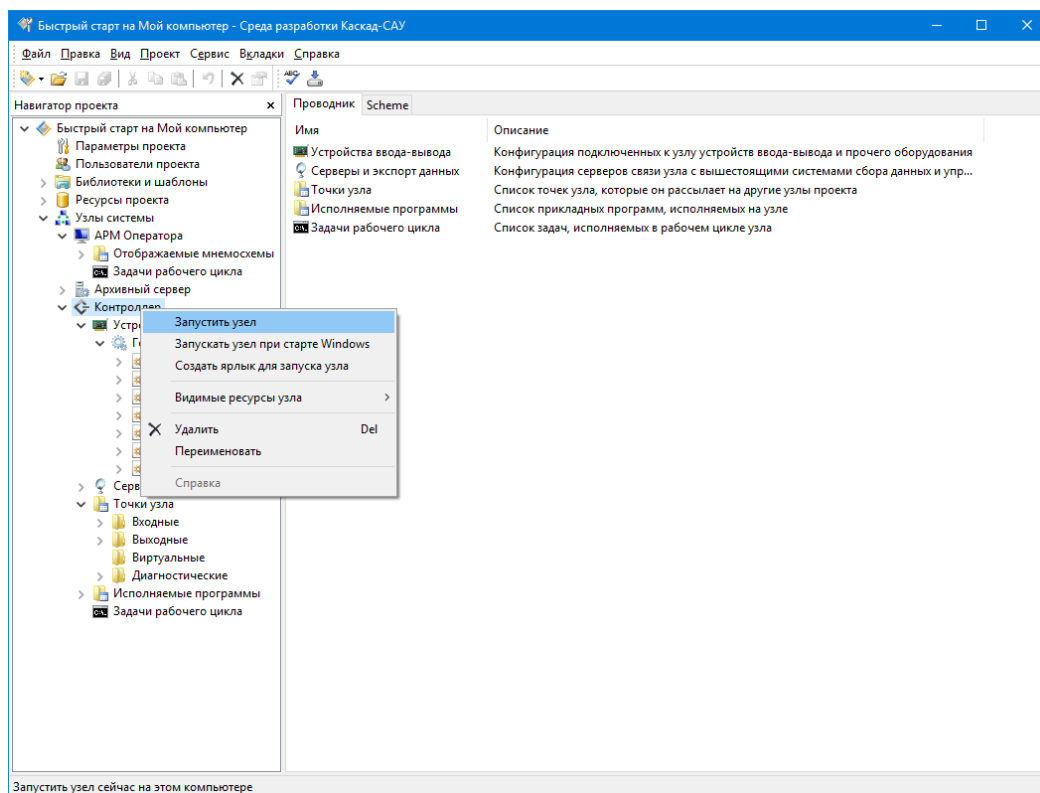 Быстрый старт на Мой компьютер - Среда разработки Каскад-САУ
Файл Правка Вид Проект Сервис Вкладки Справка
ABC
Навигатор проекта
Быстрый старт на Мой компьютер
Параметры проекта
Пользователи проекта
Библиотеки и шаблоны
Ресурсы проекта
Узлы системы
АРМ Оператора
Отображаемые мнемосхемы
Задачи рабочего цикла
Архивный сервер
Контроллер
Устр
Точки узла
Входные
Выходные
Виртуальные
Диагностические
Исполняемые программы
Задачи рабочего цикла
Запустить узел
Запускать узел при старте Windows
Создать ярлык для запуска узла
Видимые ресурсы узла
Удалить Del
Переименовать
Справка
Серв
Проводник Scheme
Имя Описание
Устройства ввода-вывода Конфигурация подключенных к узлу устройств ввода-вывода и прочего оборудования
Серверы и экспорт данных Конфигурация серверов связи узла с вышестоящими системами сбора данных и упр...
Точки узла Список точек узла, которые он рассылает на другие узлы проекта
Исполняемые программы Список прикладных программ, исполняемых на узле
Задачи рабочего цикла Список задач, исполняемых в рабочем цикле узла
Запустить узел сейчас на этом компьютере